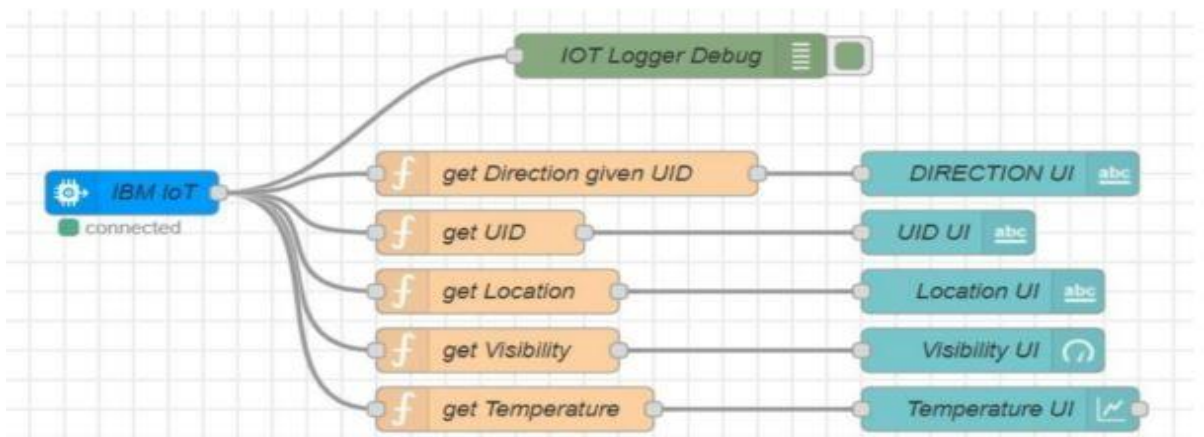 IOT Logger Debug
IBM IoT
connected
get Direction given UID
DIRECTION UI abc
get UID
UID UI abc
get Location
Location UI abc
get Visibility
Visibility UI
get Temperature
Temperature UI